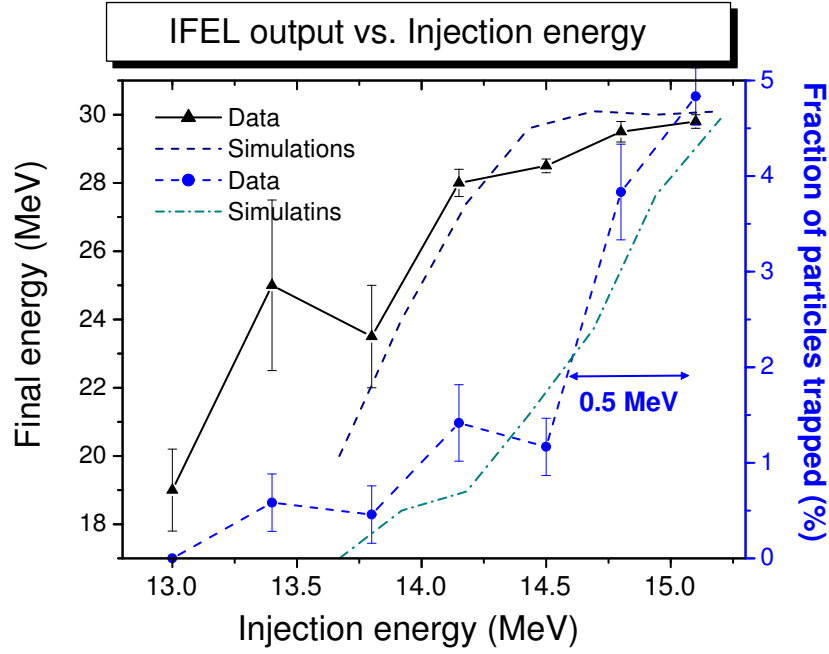 IFEL output vs. Injection energy
Data
Simulations
Data
Simulatins
0.5 MeV
30
28
26
24
22
20
18
Final energy (MeV)
5
4
3
2
1
0
Fraction of particles trapped (%)
13.0 13.5 14.0 14.5 15.0
Injection energy (MeV)